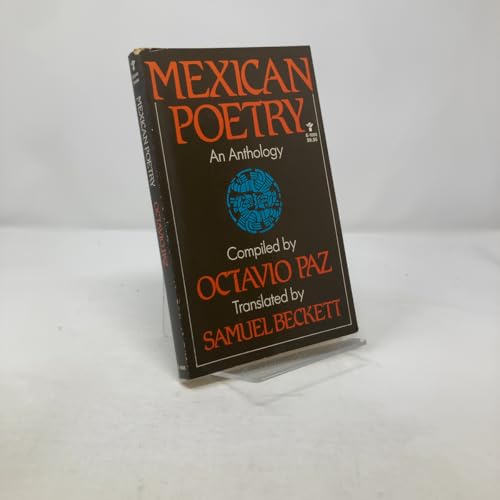 MEXICAN
POETRY
An Anthology
Compiled by
OCTAVIO PAZ
Translated by
SAMUEL BECKETT
MEXICAN POETRY
OCTAVIO PAZ